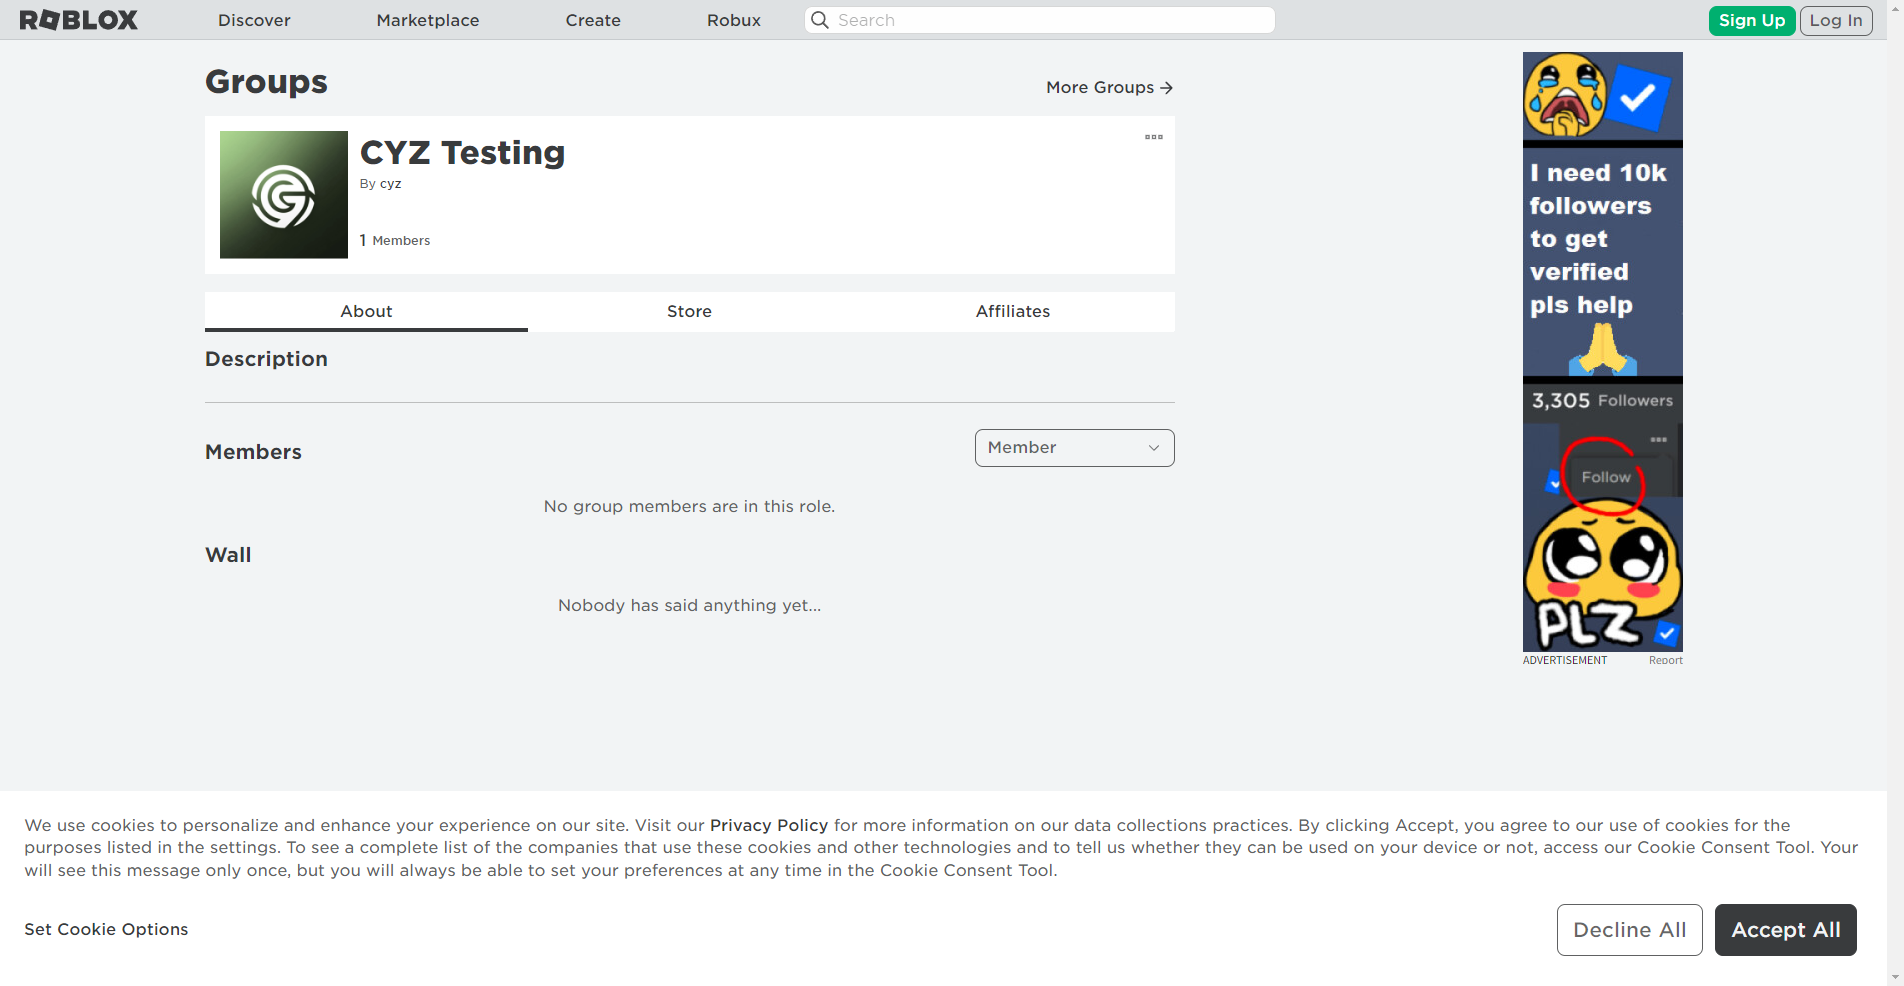 ROBLOX
Discover
Marketplace
Create
Robux
Search
Sign Up
Log In
Groups
More Groups
CYZ Testing
By cyz
1 Members
About
Store
Affiliates
Description
Members
Member
No group members are in this role.
Wall
Nobody has said anything yet...
I need 10k
followers
to get
verified
pls help
3,305 Followers
Follow
PLZ
ADVERTISEMENT
Report
We use cookies to personalize and enhance your experience on our site. Visit our Privacy Policy for more information on our data collections practices. By clicking Accept, you agree to our use of cookies for the
purposes listed in the settings. To see a complete list of the companies that use these cookies and other technologies and to tell us whether they can be used on your device or not, access our Cookie Consent Tool. Your
will see this message only once, but you will always be able to set your preferences at any time in the Cookie Consent Tool.
Set Cookie Options
Decline All
Accept All